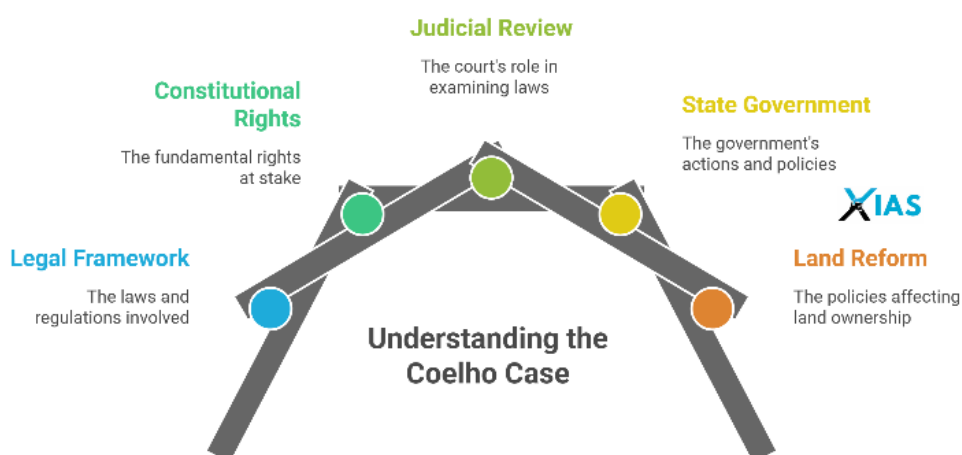 Judicial Review
The court's role in
examining laws
Constitutional
Rights
The fundamental rights
at stake
State Government
The government's
actions and policies
XIAS
Legal Framework
The laws and
regulations involved
Land Reform
The policies affecting
land ownership
Understanding the
Coelho Case